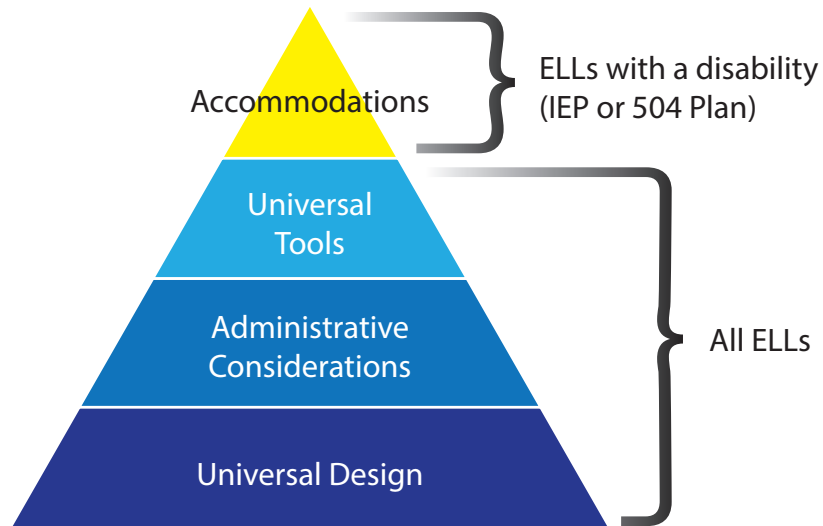 Accommodations
ELLs with a disability
(IEP or 504 Plan)
Universal
Tools
Administrative
Considerations
All ELLs
Universal Design